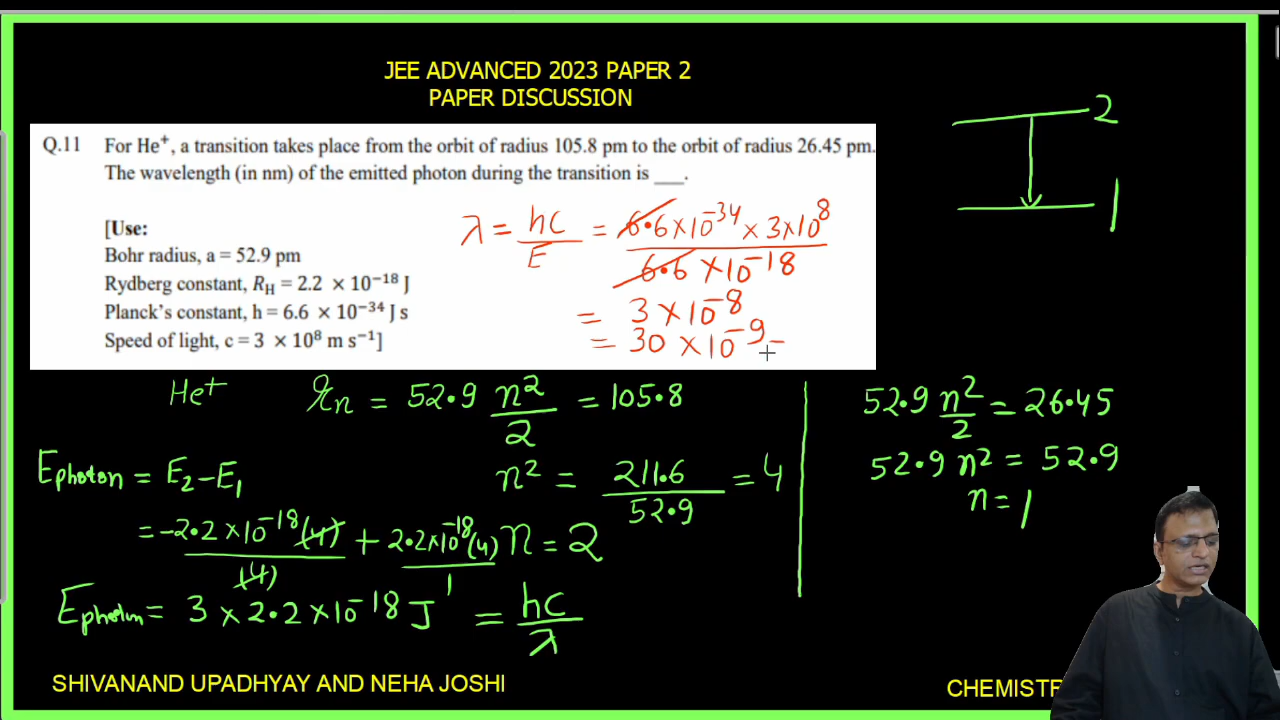 JEE ADVANCED 2023 PAPER 2
PAPER DISCUSSION
Q.11 For He⁺, a transition takes place from the orbit of radius 105.8 pm to the orbit of radius 26.45 pm.
The wavelength (in nm) of the emitted photon during the transition is ___.
[Use:
Bohr radius, a = 52.9 pm
Rydberg constant, R_H = 2.2 × 10⁻¹⁸ J
Planck's constant, h = 6.6 × 10⁻³⁴ J s
Speed of light, c = 3 × 10⁸ m s⁻¹]
λ = hc/E = 6.6×10⁻³⁴ × 3×10⁸ / 6.6 ×10⁻¹⁸
= 3 × 10⁻⁸
= 30 × 10⁻⁹
2
1
He⁺ rₙ = 52.9 n²/2 = 105.8
n² = 211.6/52.9 = 4
n = 2
Ephoton = E₂ – E₁
= -2.2 × 10⁻¹⁸(4)/(4) + 2.2×10⁻¹⁸(4)/1
Ephoton = 3 × 2.2 × 10⁻¹⁸ J = hc/λ
52.9 n²/2 = 26.45
52.9 n² = 52.9
n = 1
SHIVANAND UPADHYAY AND NEHA JOSHI
CHEMISTE